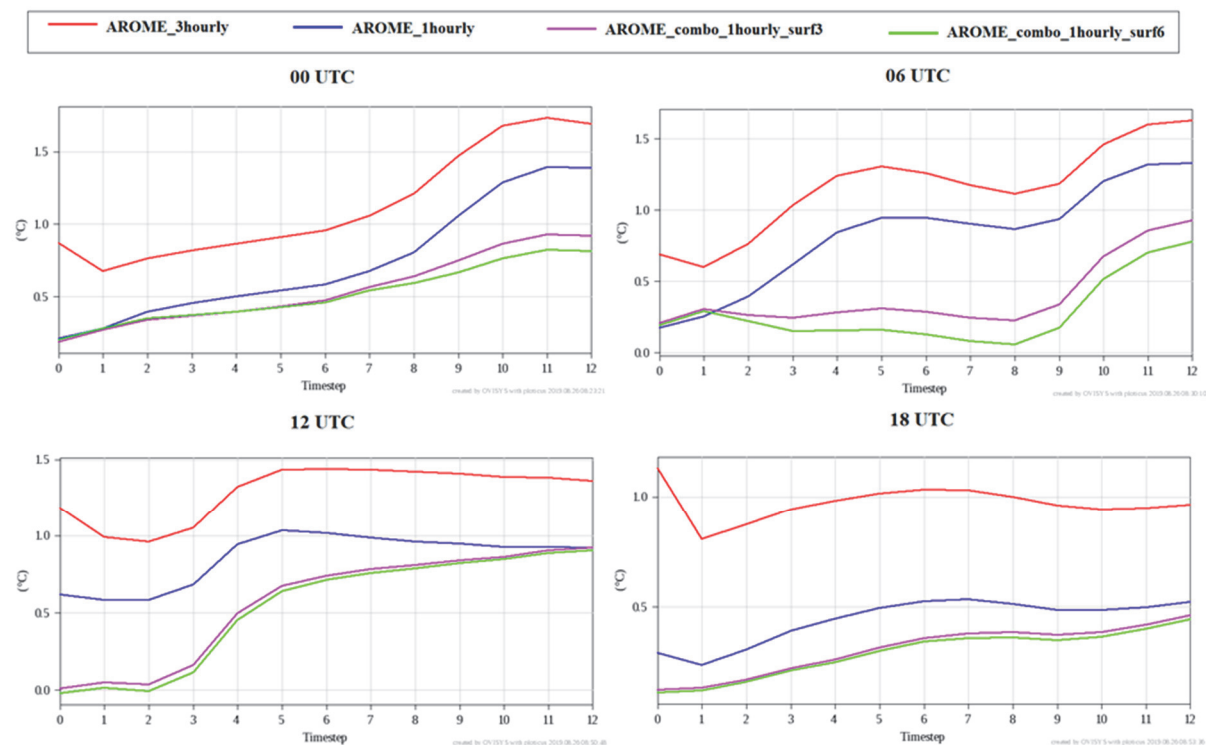 AROME_3hourly AROME_1hourly AROME_combo_1hourly_surf3 AROME_combo_1hourly_surf6
00 UTC 06 UTC
1.5
1.0
0.5
(°C)
0 1 2 3 4 5 6 7 8 9 10 11 12
Timestep
1.5
1.0
0.5
0.0
(°C)
0 1 2 3 4 5 6 7 8 9 10 11 12
Timestep
12 UTC 18 UTC
1.5
1.0
0.5
0.0
(°C)
0 1 2 3 4 5 6 7 8 9 10 11 12
Timestep
1.0
0.5
(°C)
0 1 2 3 4 5 6 7 8 9 10 11 12
Timestep